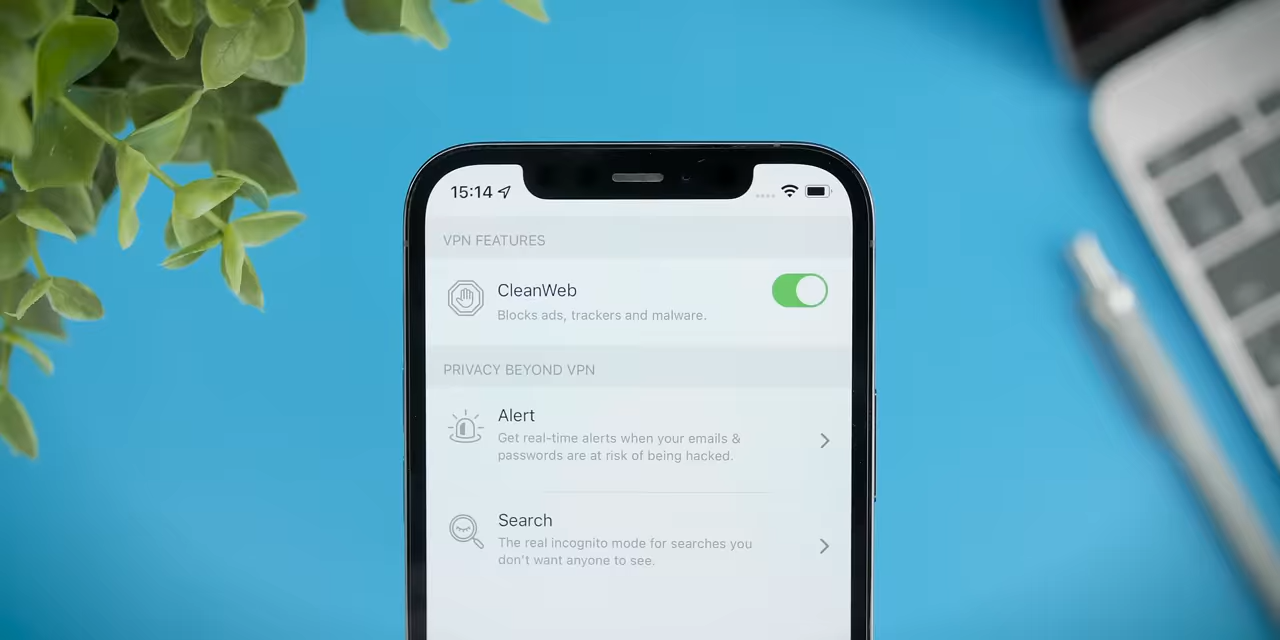 15:14
VPN FEATURES
CleanWeb
Blocks ads, trackers and malware.
PRIVACY BEYOND VPN
Alert
Get real-time alerts when your emails &
passwords are at risk of being hacked.
Search
The real incognito mode for searches you
don't want anyone to see.